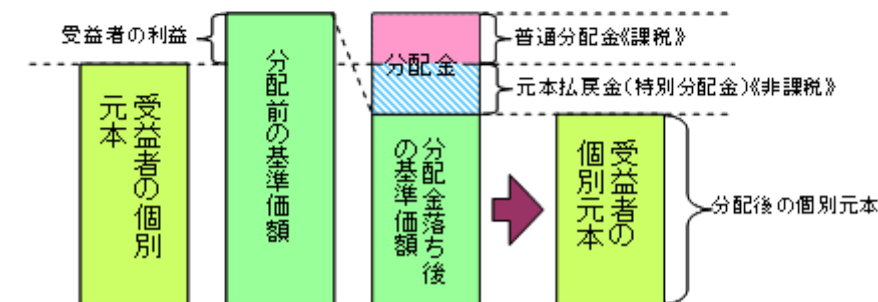 受益者の利益
受益者の個別
元本
分配前の基準価額
分配金
分配金落ち後
の基準価額
普通分配金《課税》
元本払戻金(特別分配金)《非課税》
受益者の
個別元本
分配後の個別元本